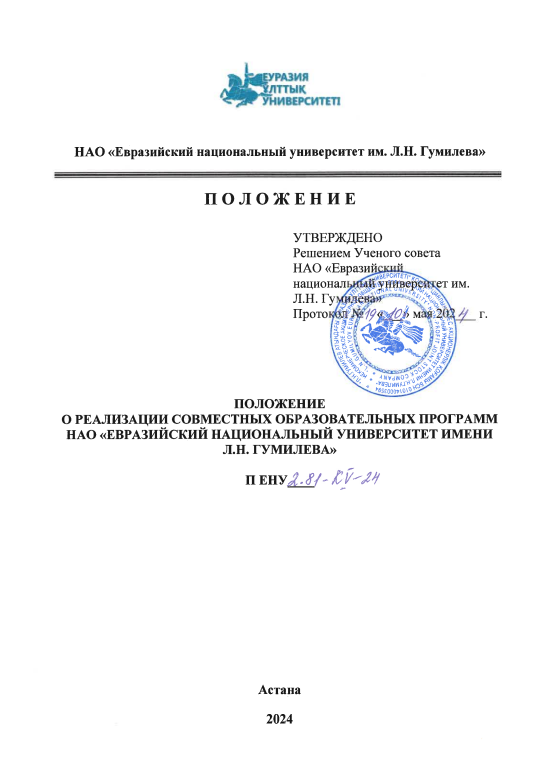 ЕУРАЗИЯ
ҰЛТТЫҚ
УНИВЕРСИТЕТІ
НАО «Евразийский национальный университет им. Л.Н. Гумилева»
П О Л О Ж Е Н И Е
УТВЕРЖДЕНО
Решением Ученого совета
НАО «Евразийский
национальный университет им.
Л.Н. Гумилева»
Протокол № 19 «10» мая 2024 г.
ПОЛОЖЕНИЕ
О РЕАЛИЗАЦИИ СОВМЕСТНЫХ ОБРАЗОВАТЕЛЬНЫХ ПРОГРАММ
НАО «ЕВРАЗИЙСКИЙ НАЦИОНАЛЬНЫЙ УНИВЕРСИТЕТ ИМЕНИ
Л.Н. ГУМИЛЕВА»
П ЕНУ 2.81-
-24
Астана
2024